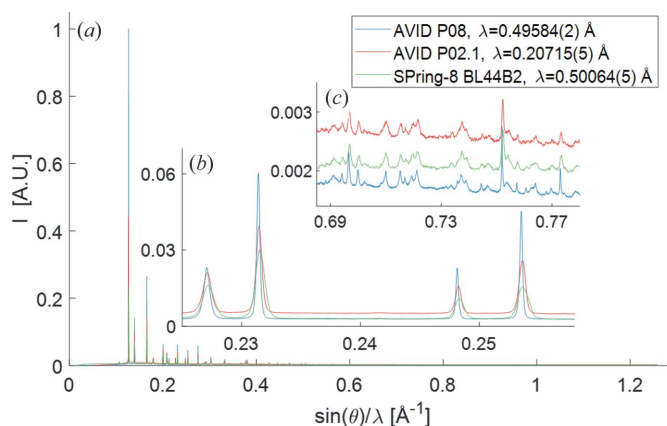 AVID P08, λ=0.49584(2) Å
AVID P02.1, λ=0.20715(5) Å
SPring-8 BL44B2, λ=0.50064(5) Å
(a)
(c)
0.003
0.002
0.69 0.73 0.77
(b)
0.06
0.03
0
0.23 0.24 0.25
1
0.8
0.6
0.4
0.2
0
0 0.2 0.4 0.6 0.8 1 1.2
I [A.U.]
sin(θ)/λ [Å⁻¹]